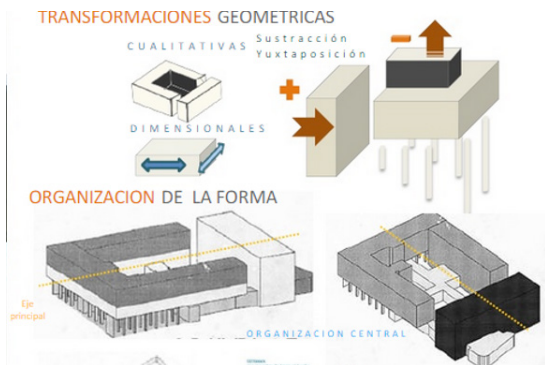 TRANSFORMACIONES GEOMETRICAS
CUALITATIVAS
Sustracción
Yuxtaposición
DIMENSIONALES
ORGANIZACION DE LA FORMA
Eje
principal
ORGANIZACION CENTRAL